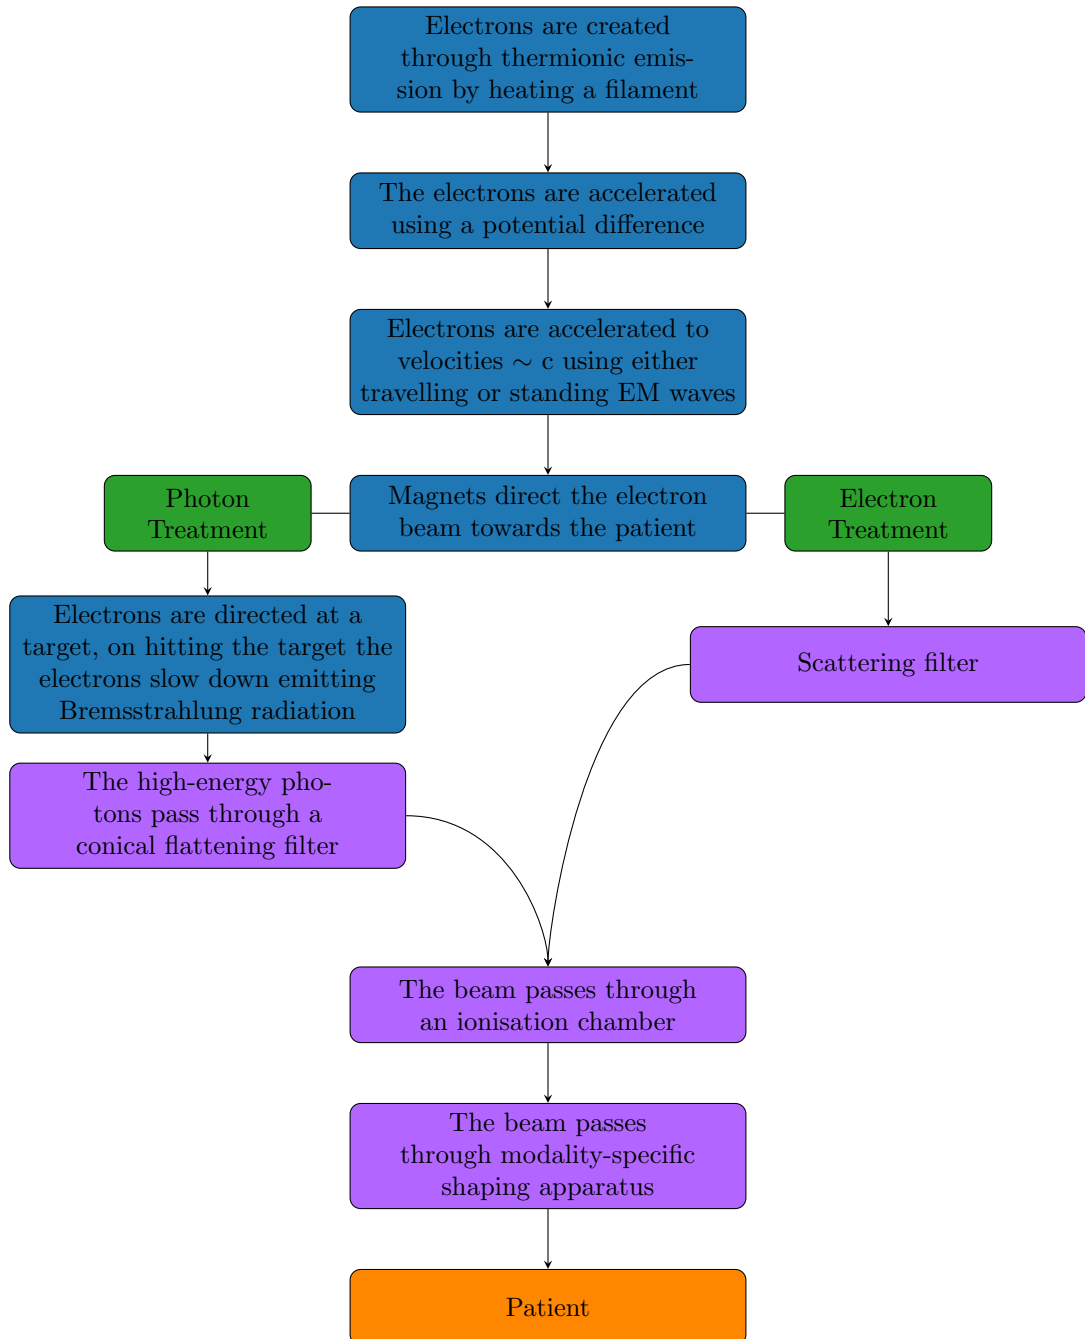 Electrons are created
through thermionic emis-
sion by heating a filament
The electrons are accelerated
using a potential difference
Electrons are accelerated to
velocities ∼ c using either
travelling or standing EM waves
Photon
Treatment
Magnets direct the electron
beam towards the patient
Electron
Treatment
Electrons are directed at a
target, on hitting the target the
electrons slow down emitting
Bremsstrahlung radiation
Scattering filter
The high-energy pho-
tons pass through a
conical flattening filter
The beam passes through
an ionisation chamber
The beam passes
through modality-specific
shaping apparatus
Patient